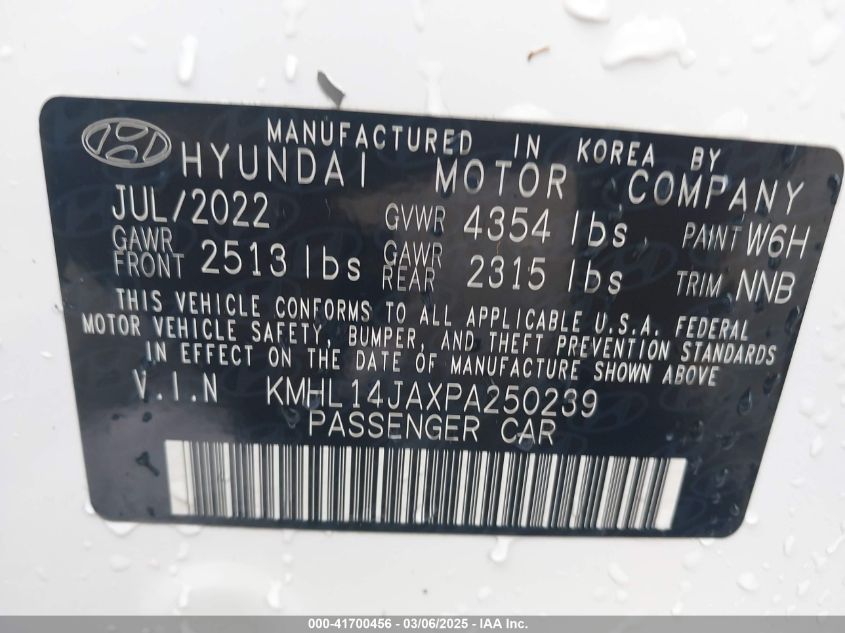 MANUFACTURED IN KOREA BY
HYUNDAI MOTOR COMPANY
JUL/2022 GVWR 4354 lbs PAINT W6H
GAWR FRONT 2513 lbs GAWR REAR 2315 lbs TRIM NNB
THIS VEHICLE CONFORMS TO ALL APPLICABLE U.S.A. FEDERAL
MOTOR VEHICLE SAFETY, BUMPER, AND THEFT PREVENTION STANDARDS
IN EFFECT ON THE DATE OF MANUFACTURE SHOWN ABOVE
V.I.N KMHL14JAXPA250239
PASSENGER CAR
000-41700456 - 03/06/2025 - IAA Inc.